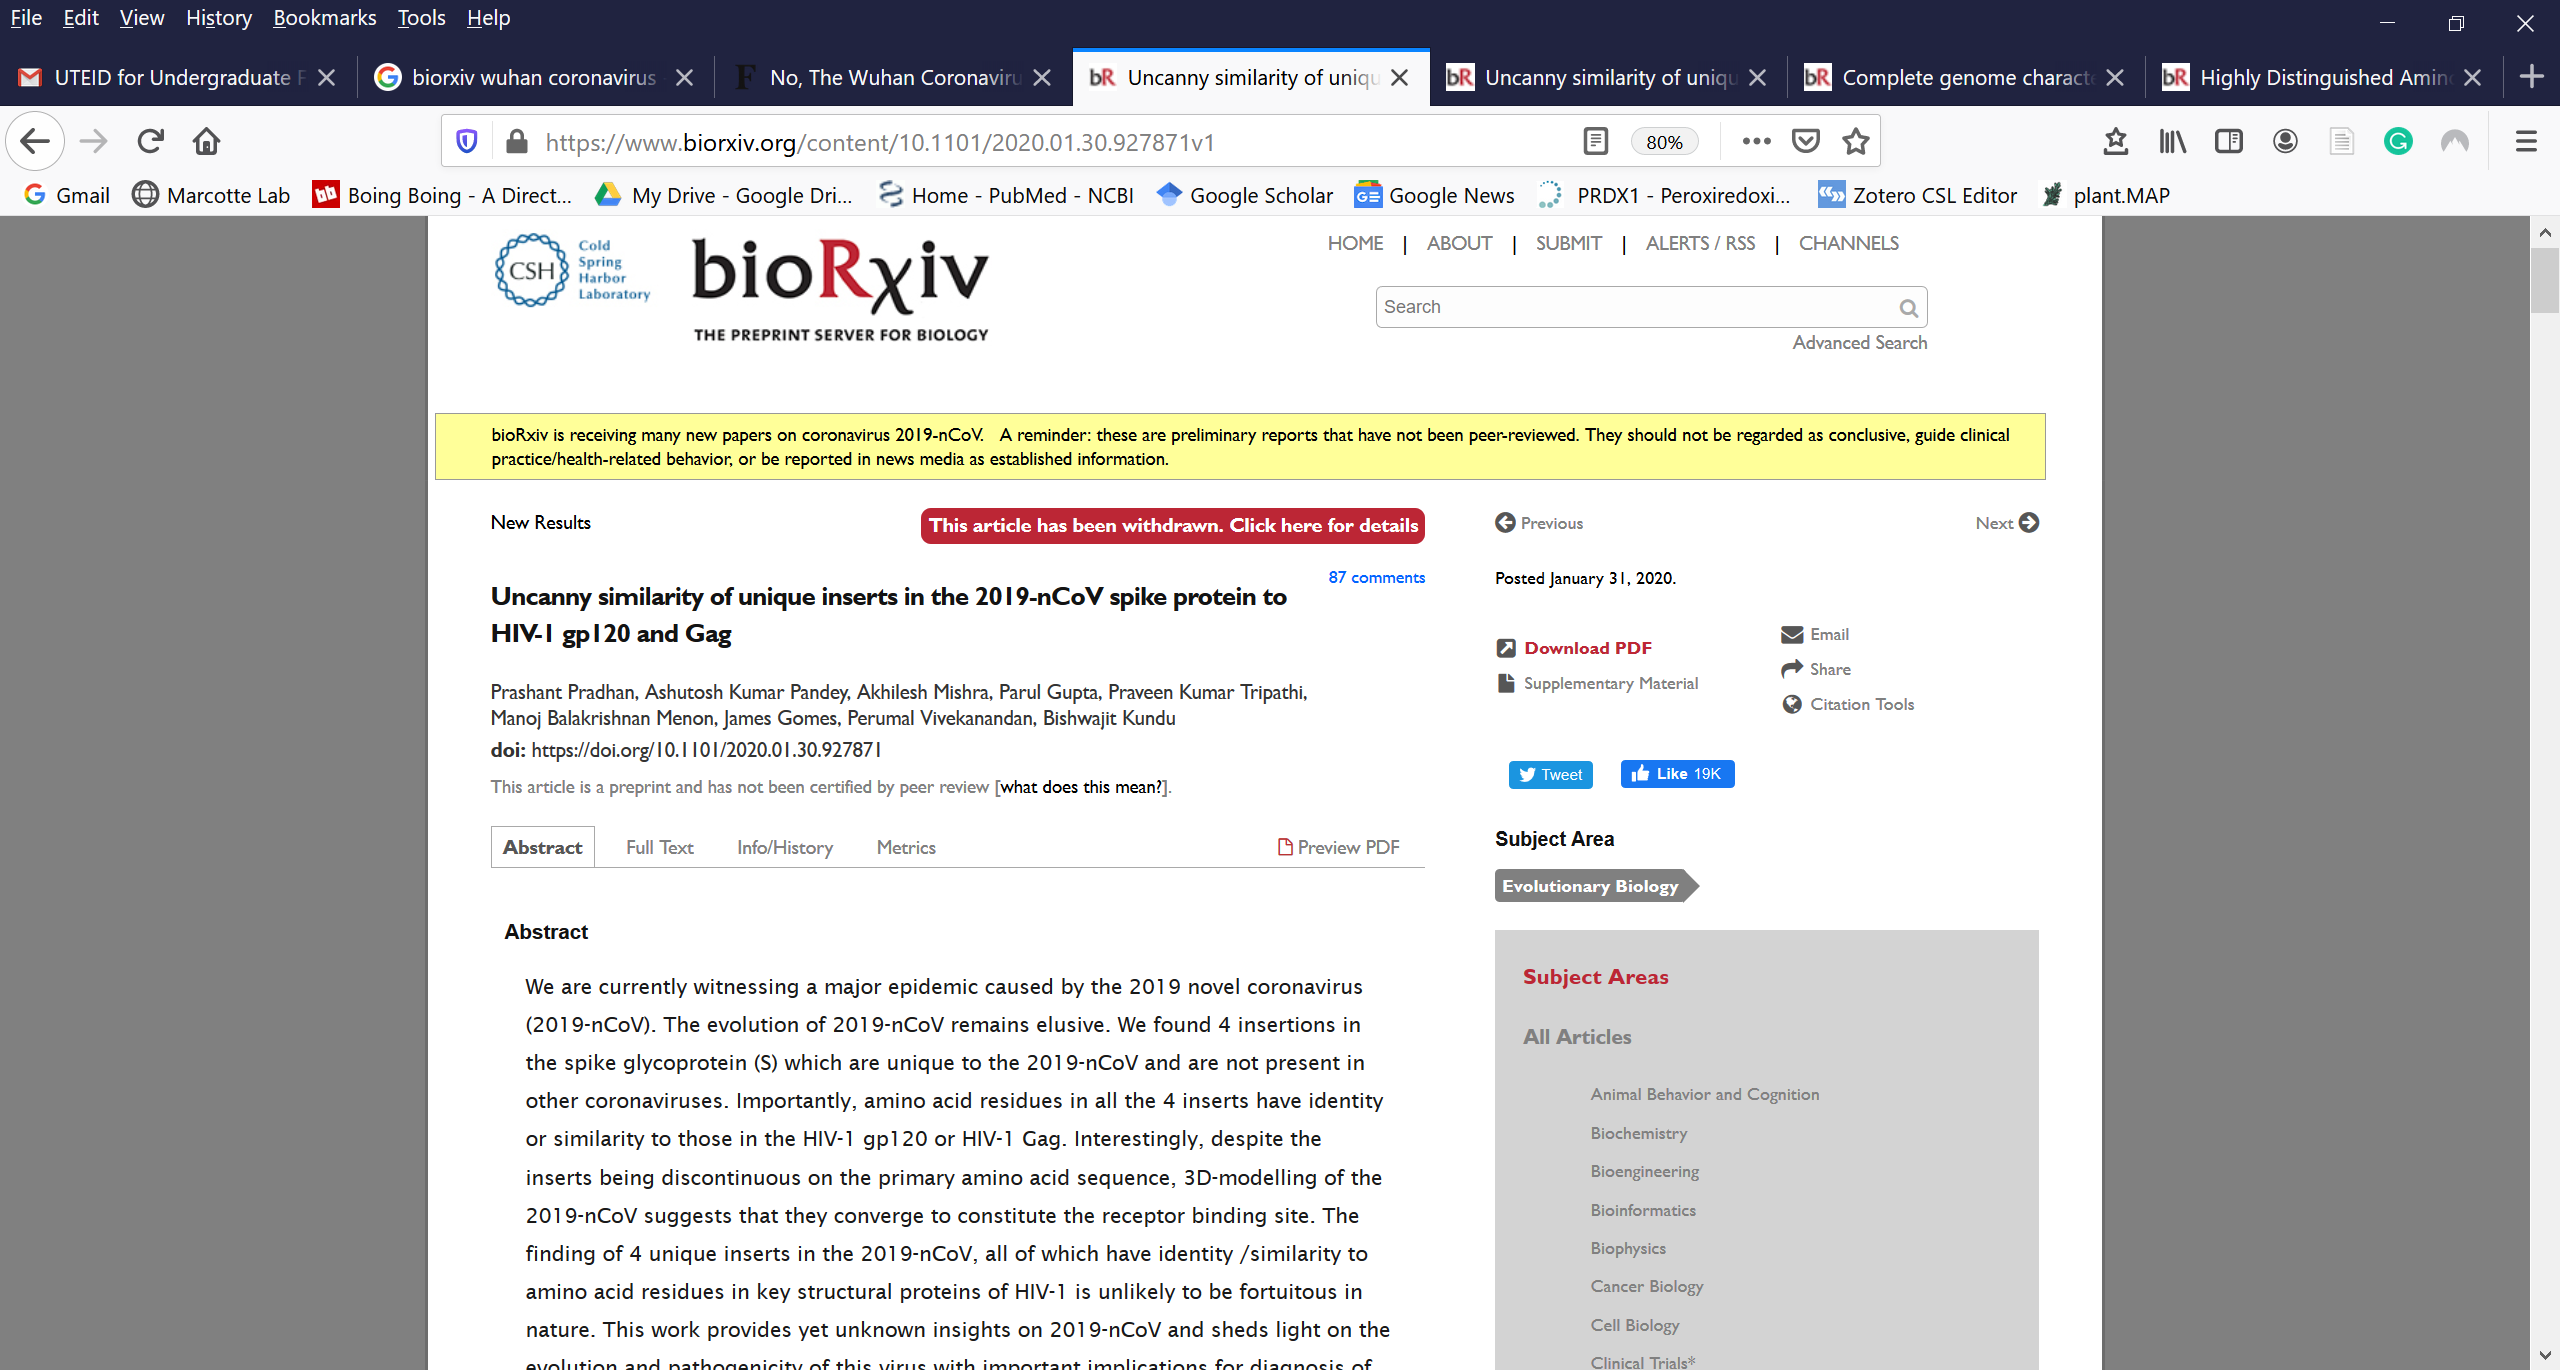 File Edit View History Bookmarks Tools Help
UTEID for Undergraduate F
biorxiv wuhan coronavirus
No, The Wuhan Coronaviru
Uncanny similarity of uniqu
Uncanny similarity of uniqu
Complete genome characte
Highly Distinguished Amin
https://www.biorxiv.org/content/10.1101/2020.01.30.927871v1
80%
Gmail Marcotte Lab Boing Boing - A Direct... My Drive - Google Dri... Home - PubMed - NCBI Google Scholar Google News PRDX1 - Peroxiredoxi... Zotero CSL Editor plant.MAP
CSH
Cold
Spring
Harbor
Laboratory
bioRxiv
THE PREPRINT SERVER FOR BIOLOGY
HOME | ABOUT | SUBMIT | ALERTS / RSS | CHANNELS
Search
Advanced Search
bioRxiv is receiving many new papers on coronavirus 2019-nCoV. A reminder: these are preliminary reports that have not been peer-reviewed. They should not be regarded as conclusive, guide clinical
practice/health-related behavior, or be reported in news media as established information.
New Results
This article has been withdrawn. Click here for details
87 comments
Uncanny similarity of unique inserts in the 2019-nCoV spike protein to
HIV-1 gp120 and Gag
Prashant Pradhan, Ashutosh Kumar Pandey, Akhilesh Mishra, Parul Gupta, Praveen Kumar Tripathi,
Manoj Balakrishnan Menon, James Gomes, Perumal Vivekanandan, Bishwajit Kundu
doi: https://doi.org/10.1101/2020.01.30.927871
This article is a preprint and has not been certified by peer review [what does this mean?].
Abstract Full Text Info/History Metrics Preview PDF
Abstract
We are currently witnessing a major epidemic caused by the 2019 novel coronavirus
(2019-nCoV). The evolution of 2019-nCoV remains elusive. We found 4 insertions in
the spike glycoprotein (S) which are unique to the 2019-nCoV and are not present in
other coronaviruses. Importantly, amino acid residues in all the 4 inserts have identity
or similarity to those in the HIV-1 gp120 or HIV-1 Gag. Interestingly, despite the
inserts being discontinuous on the primary amino acid sequence, 3D-modelling of the
2019-nCoV suggests that they converge to constitute the receptor binding site. The
finding of 4 unique inserts in the 2019-nCoV, all of which have identity /similarity to
amino acid residues in key structural proteins of HIV-1 is unlikely to be fortuitous in
nature. This work provides yet unknown insights on 2019-nCoV and sheds light on the
evolution and pathogenicity of this virus with important implications for diagnosis of
Previous
Next
Posted January 31, 2020.
Download PDF
Supplementary Material
Email
Share
Citation Tools
Tweet
Like 19K
Subject Area
Evolutionary Biology
Subject Areas
All Articles
Animal Behavior and Cognition
Biochemistry
Bioengineering
Bioinformatics
Biophysics
Cancer Biology
Cell Biology
Clinical Trials*